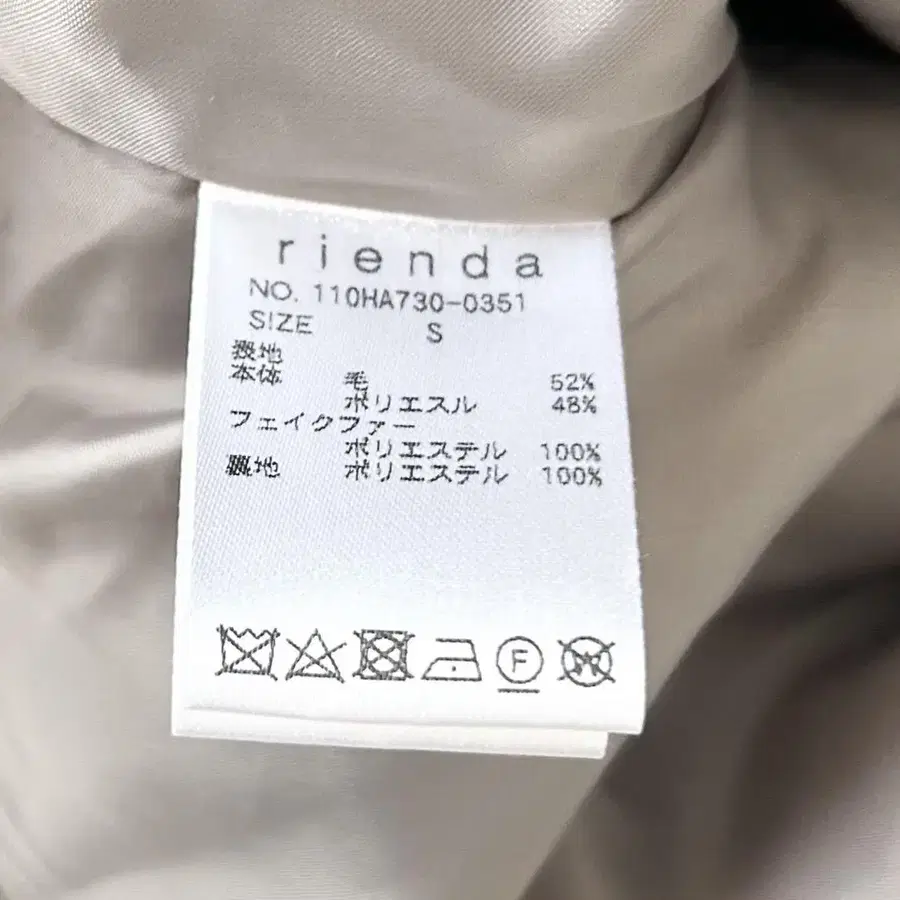 rienda
NO. 110HA730-0351
SIZE S
表地
本体 毛 52%
ポリエステル 48%
フェイクファー
ポリエステル 100%
裏地 ポリエステル 100%
F
W